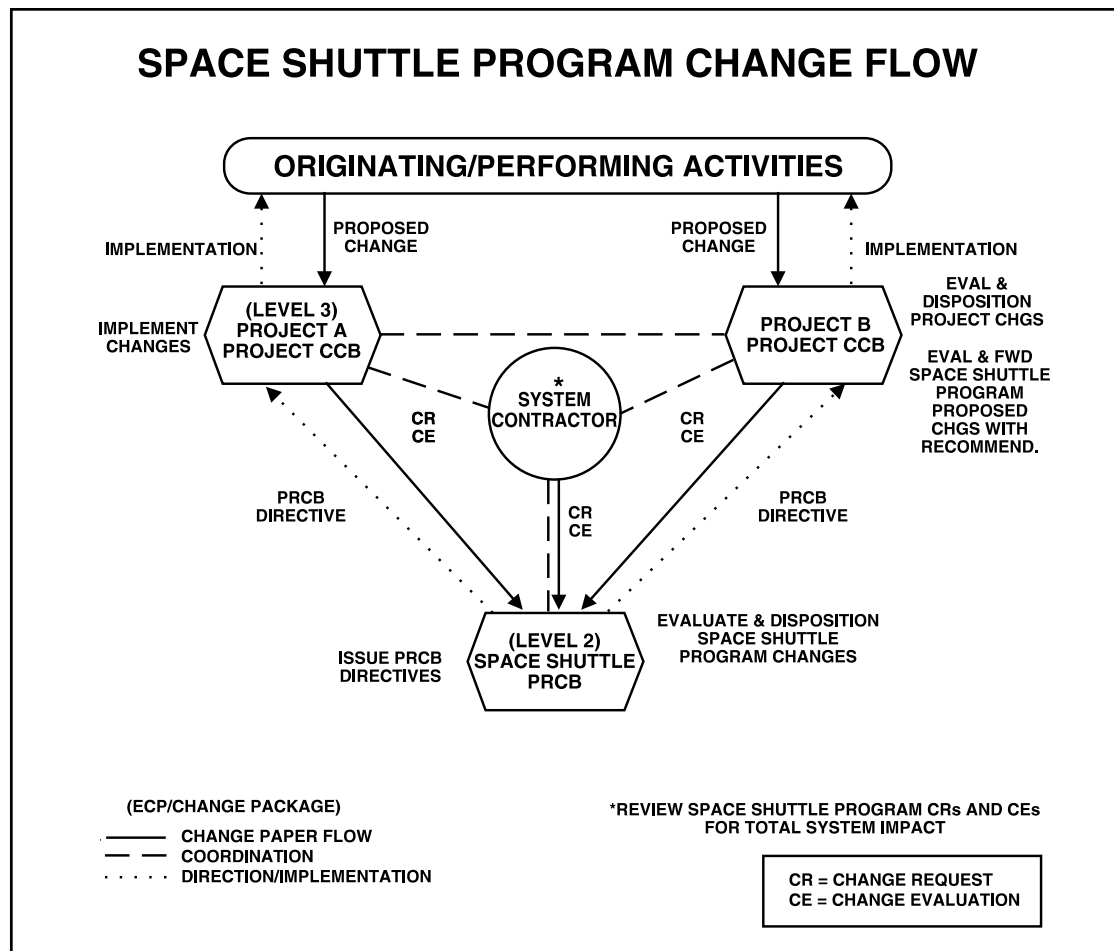 SPACE SHUTTLE PROGRAM CHANGE FLOW
ORIGINATING/PERFORMING ACTIVITIES
IMPLEMENTATION
PROPOSED
CHANGE
PROPOSED
CHANGE
IMPLEMENTATION
IMPLEMENT
CHANGES
(LEVEL 3)
PROJECT A
PROJECT CCB
PROJECT B
PROJECT CCB
EVAL &
DISPOSITION
PROJECT CHGS
EVAL & FWD
SPACE SHUTTLE
PROGRAM
PROPOSED
CHGS WITH
RECOMMEND.
*
SYSTEM
CONTRACTOR
CR
CE
CR
CE
PRCB
DIRECTIVE
CR
CE
PRCB
DIRECTIVE
ISSUE PRCB
DIRECTIVES
(LEVEL 2)
SPACE SHUTTLE
PRCB
EVALUATE & DISPOSITION
SPACE SHUTTLE
PROGRAM CHANGES
(ECP/CHANGE PACKAGE)
CHANGE PAPER FLOW
COORDINATION
DIRECTION/IMPLEMENTATION
*REVIEW SPACE SHUTTLE PROGRAM CRs AND CEs
FOR TOTAL SYSTEM IMPACT
CR = CHANGE REQUEST
CE = CHANGE EVALUATION